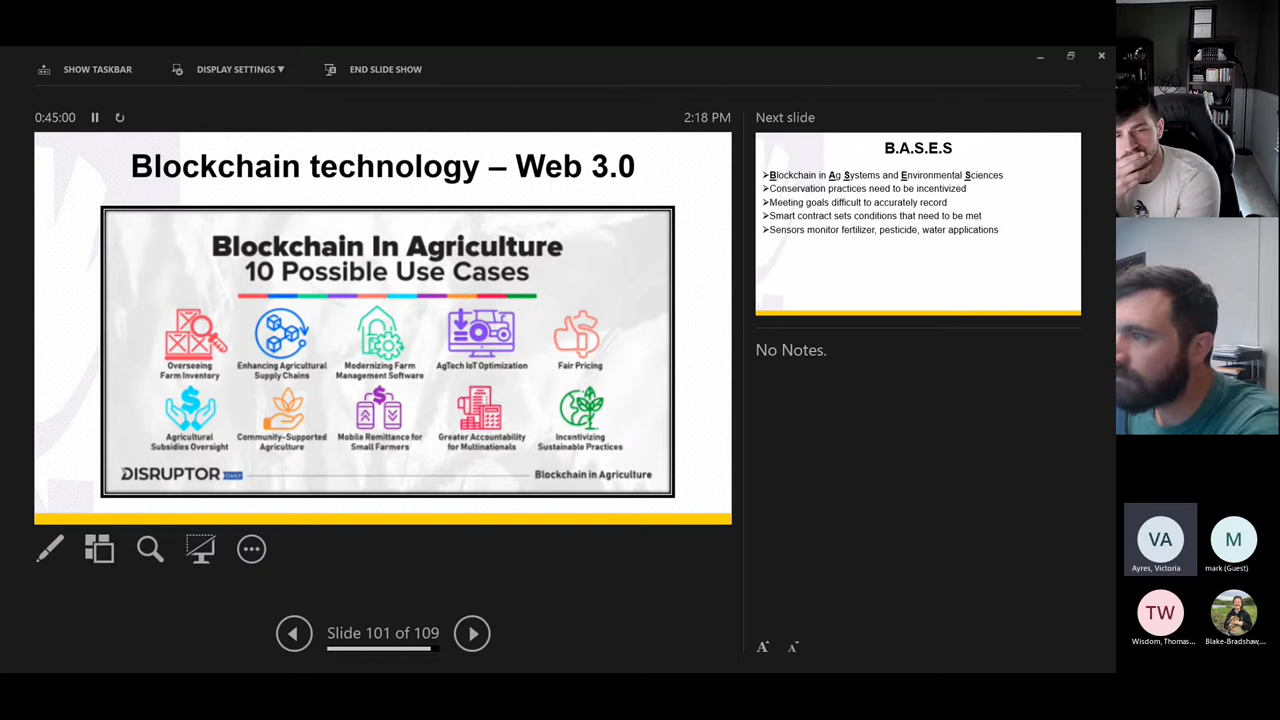 SHOW TASKBAR
DISPLAY SETTINGS ▼
END SLIDE SHOW
0:45:00
2:18 PM
Blockchain technology – Web 3.0
Blockchain In Agriculture
10 Possible Use Cases
Overseeing
Farm Inventory
Enhancing Agricultural
Supply Chains
Modernizing Farm
Management Software
AgTech IoT Optimization
Fair Pricing
Agricultural
Subsidies Oversight
Community-Supported
Agriculture
Mobile Remittance for
Small Farmers
Greater Accountability
for Multinationals
Incentivizing
Sustainable Practices
DISRUPTOR
Blockchain in Agriculture
Slide 101 of 109
Next slide
B.A.S.E.S
➢Blockchain in Ag Systems and Environmental Sciences
➢Conservation practices need to be incentivized
➢Meeting goals difficult to accurately record
➢Smart contract sets conditions that need to be met
➢Sensors monitor fertilizer, pesticide, water applications
No Notes.
A A
VA
Ayres, Victoria
M
mark (Guest)
TW
Wisdom, Thomas...
Blake-Bradshaw,...